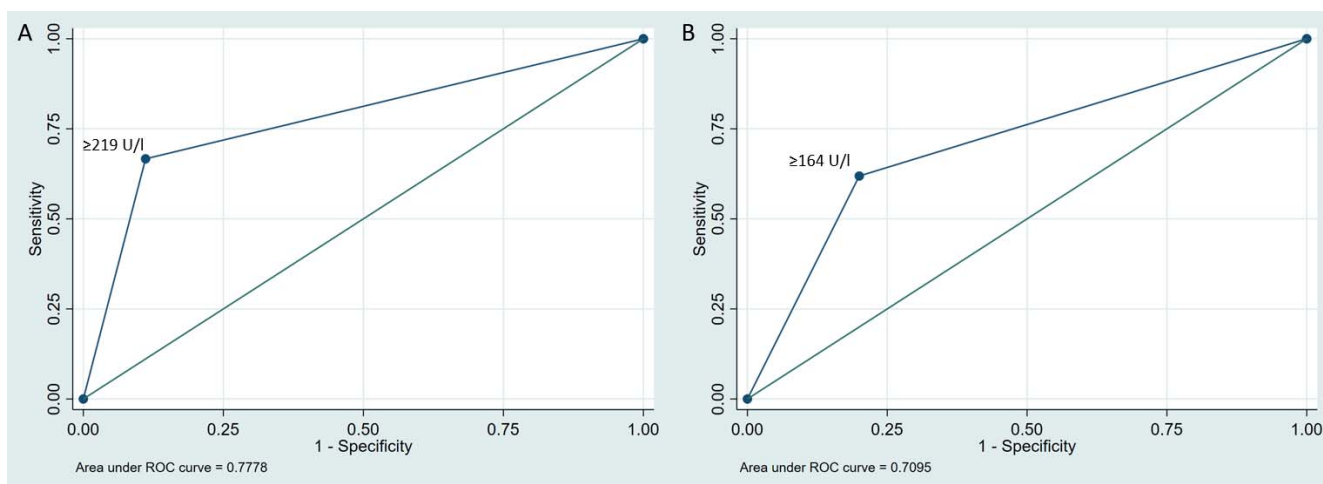 A
1.00
0.75
0.50
0.25
0.00
Sensitivity
≥219 U/l
0.00 0.25 0.50 0.75 1.00
1 - Specificity
Area under ROC curve = 0.7778
B
1.00
0.75
0.50
0.25
0.00
Sensitivity
≥164 U/l
0.00 0.25 0.50 0.75 1.00
1 - Specificity
Area under ROC curve = 0.7095